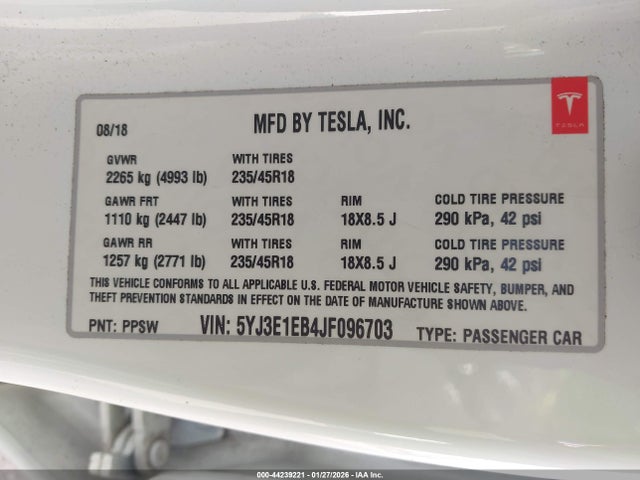 08/18
MFD BY TESLA, INC.
TESLA
GVWR WITH TIRES
2265 kg (4993 lb) 235/45R18
GAWR FRT WITH TIRES RIM COLD TIRE PRESSURE
1110 kg (2447 lb) 235/45R18 18X8.5 J 290 kPa, 42 psi
GAWR RR WITH TIRES RIM COLD TIRE PRESSURE
1257 kg (2771 lb) 235/45R18 18X8.5 J 290 kPa, 42 psi
THIS VEHICLE CONFORMS TO ALL APPLICABLE U.S. FEDERAL MOTOR VEHICLE SAFETY, BUMPER, AND
THEFT PREVENTION STANDARDS IN EFFECT ON THE DATE OF MANUFACTURE SHOWN ABOVE.
PNT: PPSW VIN: 5YJ3E1EB4JF096703 TYPE: PASSENGER CAR
000-44239221 | 01/27/2026 - IAAI.COM